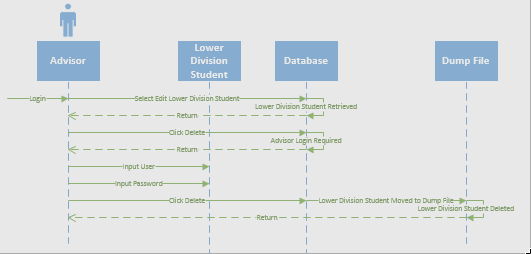 Advisor
Lower
Division
Student
Database
Dump File
Login
Select Edit Lower Division Student
Lower Division Student Retrieved
Return
Click Delete
Advisor Login Required
Return
Input User
Input Password
Click Delete
Lower Division Student Moved to Dump File
Lower Division Student Deleted
Return